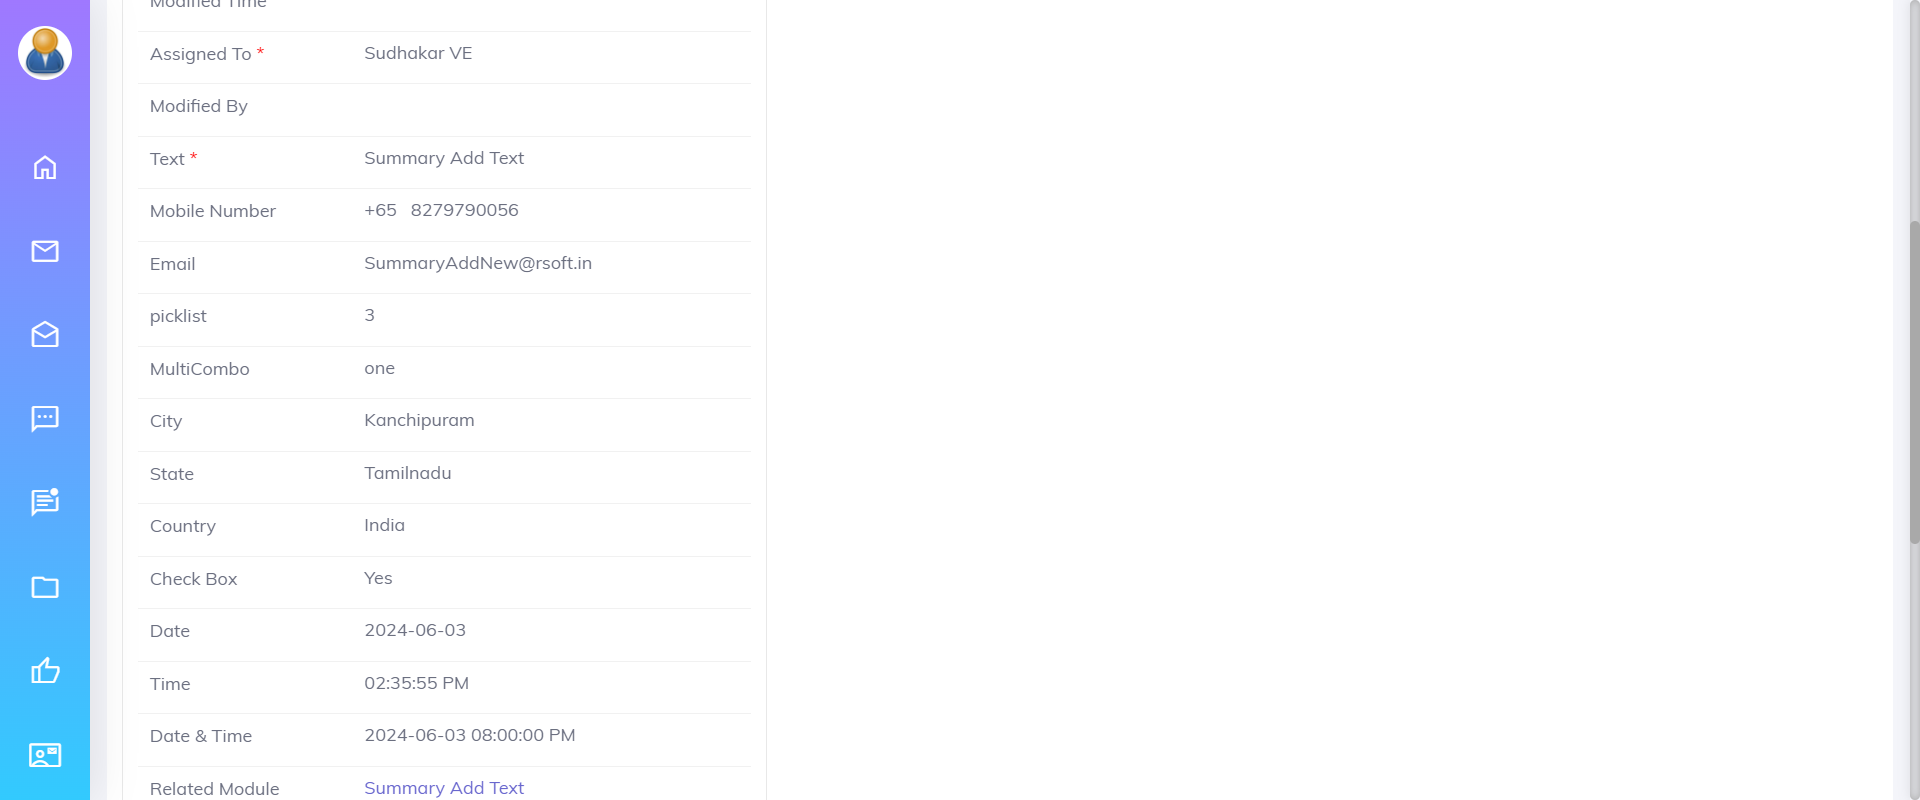 Modified Time
Assigned To * Sudhakar VE
Modified By
Text * Summary Add Text
Mobile Number +65 8279790056
Email SummaryAddNew@rsoft.in
picklist 3
MultiCombo one
City Kanchipuram
State Tamilnadu
Country India
Check Box Yes
Date 2024-06-03
Time 02:35:55 PM
Date & Time 2024-06-03 08:00:00 PM
Related Module Summary Add Text